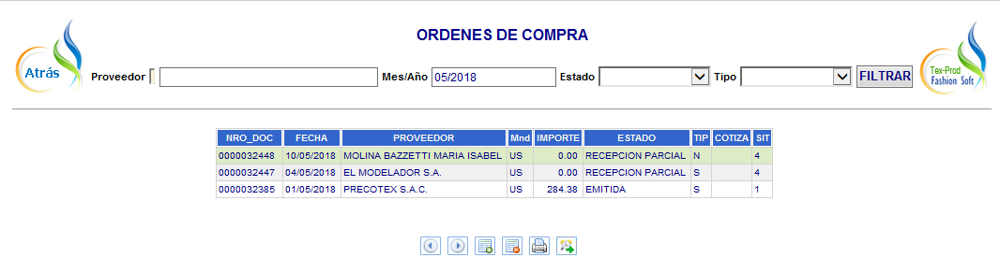 ORDENES DE COMPRA
Atrás
Proveedor Mes/Año 05/2018 Estado Tipo FILTRAR
Tex-Prod
Fashion Soft
NRO_DOC FECHA PROVEEDOR Mnd IMPORTE ESTADO TIP COTIZA SIT
0000032448 10/05/2018 MOLINA BAZZETTI MARIA ISABEL US 0.00 RECEPCION PARCIAL N 4
0000032447 04/05/2018 EL MODELADOR S.A. US 0.00 RECEPCION PARCIAL S 4
0000032385 01/05/2018 PRECOTEX S.A.C. US 284.38 EMITIDA S 1